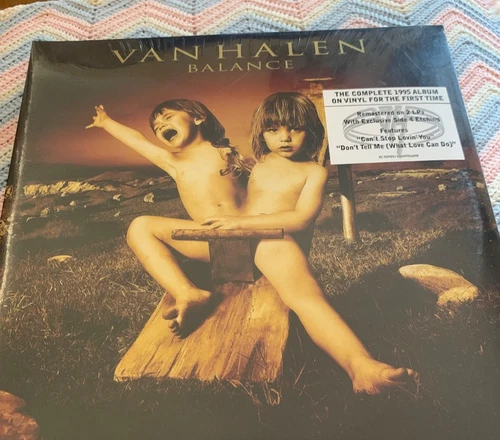 VAN HALEN
BALANCE
THE COMPLETE 1995 ALBUM
ON VINYL FOR THE FIRST TIME
Remastered on 2-LPs
With Exclusive Side 4 Etching
Features
"Can't Stop Lovin' You"
"Don't Tell Me (What Love Can Do)"